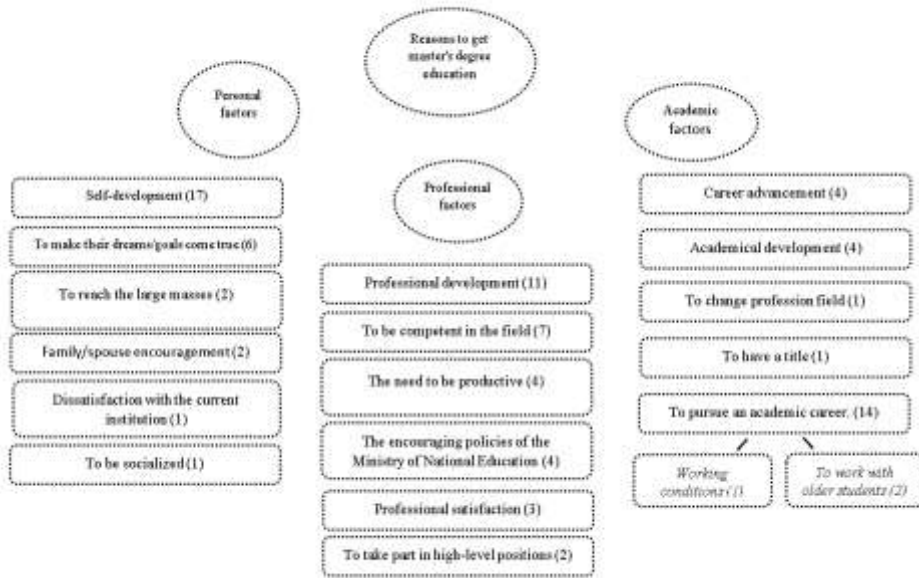 Reasons to get
master's degree
education
Personal
factors
Self-development (17)
To make their dreams/goals come true (6)
To reach the large masses (2)
Family/spouse encouragement (2)
Dissatisfaction with the current
institution (1)
To be socialized (1)
Professional
factors
Professional development (11)
To be competent in the field (7)
The need to be productive (4)
The encouraging policies of the
Ministry of National Education (4)
Professional satisfaction (3)
To take part in high-level positions (2)
Academic
factors
Career advancement (4)
Academical development (4)
To change profession field (1)
To have a title (1)
To pursue an academic career. (14)
Working
conditions
To work with
older students (2)